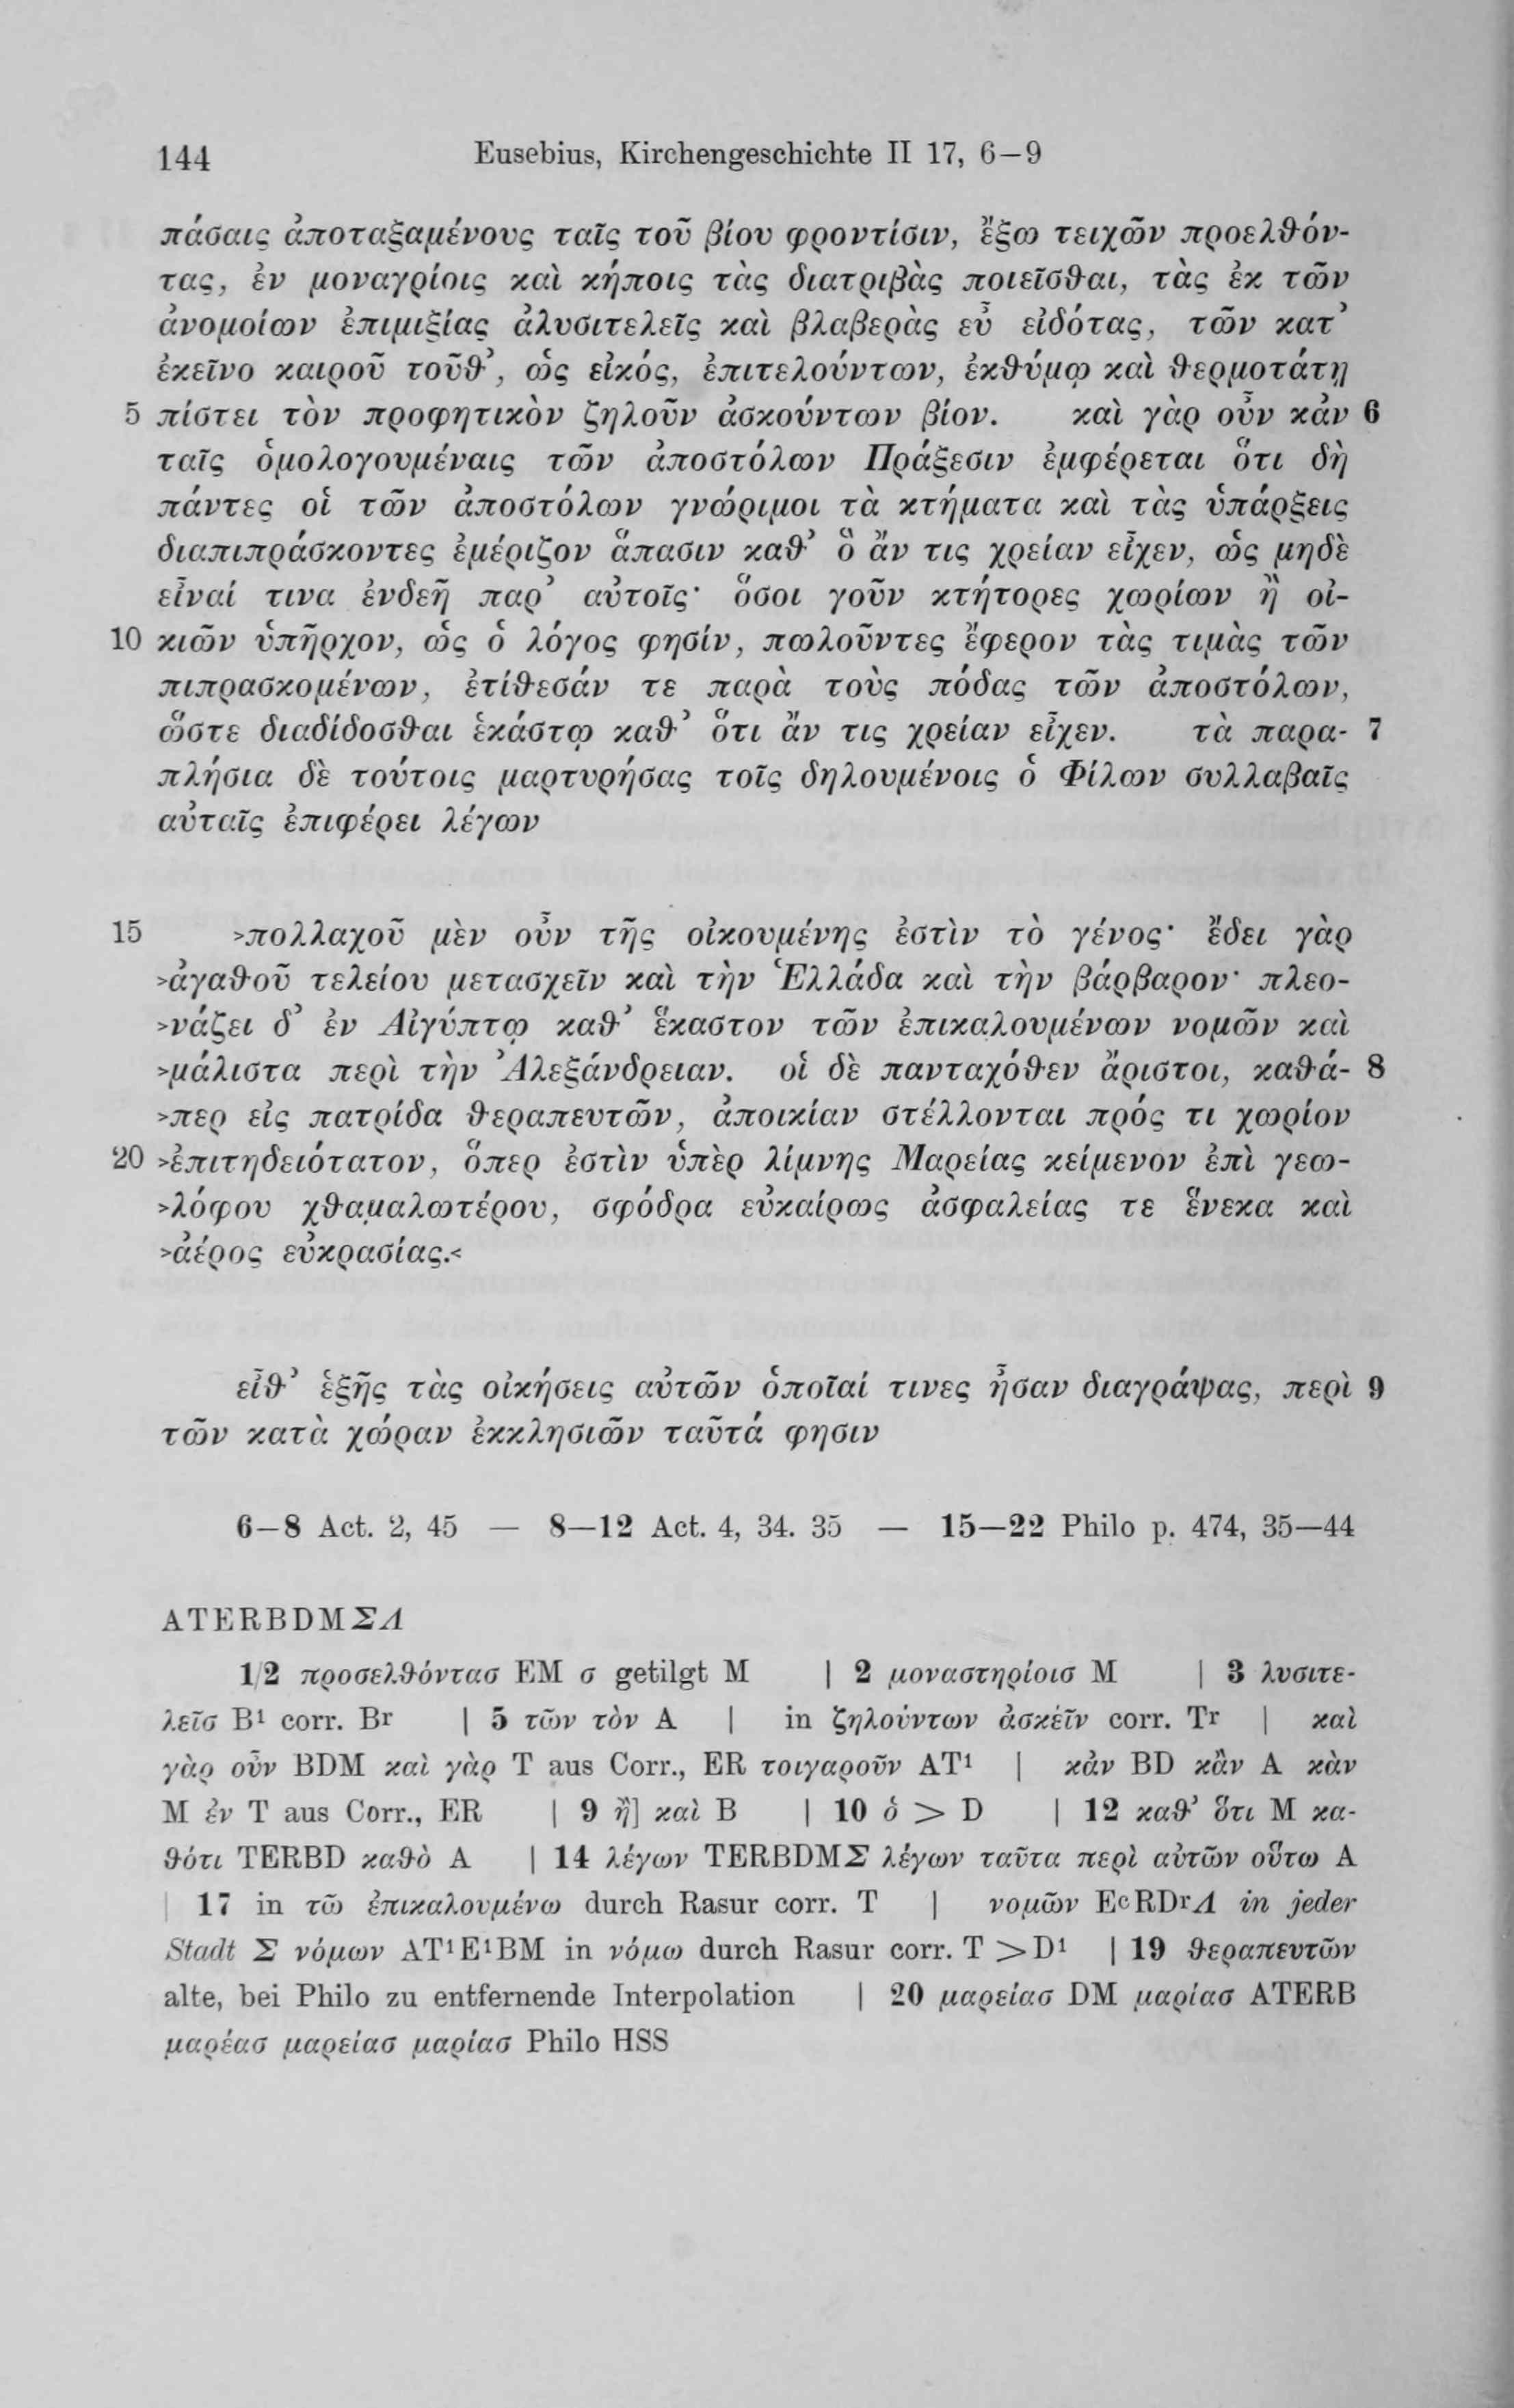 144 Eusebius, Kirchengeschichte II 17, 6—9
πάσαις ἀποταξαμένους ταῖς τοῦ βίου φροντίσιν, ἔξω τειχῶν προελθόν-
τας, ἐν μοναγρίοις καὶ κήποις τὰς διατριβὰς ποιεῖσθαι, τὰς ἐκ τῶν
ἀνομοίων ἐπιμιξίας ἀλυσιτελεῖς καὶ βλαβερὰς εὖ εἰδότας, τῶν κατ᾽
ἐκεῖνο καιροῦ τοῦθ᾽, ὡς εἰκός, ἐπιτελούντων, ἐκθύμῳ καὶ θερμοτάτῃ
5 πίστει τὸν προφητικὸν ζηλοῦν ἀσκούντων βίον. καὶ γὰρ οὖν κἀν 6
ταῖς ὁμολογουμέναις τῶν ἀποστόλων Πράξεσιν ἐμφέρεται ὅτι δὴ
πάντες οἱ τῶν ἀποστόλων γνώριμοι τὰ κτήματα καὶ τὰς ὑπάρξεις
διαπιπράσκοντες ἐμέριζον ἅπασιν καθ᾽ ὃ ἄν τις χρείαν εἶχεν, ὡς μηδὲ
εἶναί τινα ἐνδεῆ παρ᾽ αὐτοῖς· ὅσοι γοῦν κτήτορες χωρίων ἢ οἰ-
10 κιῶν ὑπῆρχον, ὡς ὁ λόγος φησίν, πωλοῦντες ἔφερον τὰς τιμὰς τῶν
πιπρασκομένων, ἐτίθεσάν τε παρὰ τοὺς πόδας τῶν ἀποστόλων,
ὥστε διαδίδοσθαι ἑκάστῳ καθ᾽ ὅτι ἄν τις χρείαν εἶχεν. τὰ παρα- 7
πλήσια δὲ τούτοις μαρτυρήσας τοῖς δηλουμένοις ὁ Φίλων συλλαβαῖς
αὐταῖς ἐπιφέρει λέγων
15 >πολλαχοῦ μὲν οὖν τῆς οἰκουμένης ἐστὶν τὸ γένος· ἔδει γὰρ
>ἀγαθοῦ τελείου μετασχεῖν καὶ τὴν Ἑλλάδα καὶ τὴν βάρβαρον· πλεο-
>νάζει δ᾽ ἐν Αἰγύπτῳ καθ᾽ ἕκαστον τῶν ἐπικαλουμένων νομῶν καὶ
>μάλιστα περὶ τὴν Ἀλεξάνδρειαν. οἱ δὲ πανταχόθεν ἄριστοι, καθά- 8
>περ εἰς πατρίδα θεραπευτῶν, ἀποικίαν στέλλονται πρός τι χωρίον
20 >ἐπιτηδειότατον, ὅπερ ἐστὶν ὑπὲρ λίμνης Μαρείας κείμενον ἐπὶ γεω-
>λόφου χθαμαλωτέρου, σφόδρα εὐκαίρως ἀσφαλείας τε ἕνεκα καὶ
>ἀέρος εὐκρασίας.<
εἶθ᾽ ἑξῆς τὰς οἰκήσεις αὐτῶν ὁποῖαί τινες ἦσαν διαγράψας, περὶ 9
τῶν κατὰ χώραν ἐκκλησιῶν ταῦτά φησιν
6—8 Act. 2, 45 — 8—12 Act. 4, 34. 35 — 15—22 Philo p. 474, 35—44
ATERBDMΣΛ
1/2 προσελθόντασ EM σ getilgt M | 2 μοναστηρίοισ M | 3 λυσιτε-
λεῖσ B¹ corr. Bʳ | 5 τῶν τὸν A | in ζηλούντων ἀσκεῖν corr. Tʳ | καὶ
γὰρ οὖν BDM καὶ γὰρ T aus Corr., ER τοιγαροῦν AT¹ | κἀν BD κἂν A κὰν
M ἐν T aus Corr., ER | 9 ἢ] καὶ B | 10 ὁ > D | 12 καθ᾽ ὅτι M κα-
θότι TERBD καθὸ A | 14 λέγων TERBDMΣ λέγων ταῦτα περὶ αὐτῶν οὕτω A
| 17 in τῶ ἐπικαλουμένω durch Rasur corr. T | νομῶν EᶜRDʳΛ in jeder
Stadt Σ νόμων AT¹E¹BM in νόμω durch Rasur corr. T > D¹ | 19 θεραπευτῶν
alte, bei Philo zu entfernende Interpolation | 20 μαρείασ DM μαρίασ ATERB
μαρέασ μαρείασ μαρίασ Philo HSS